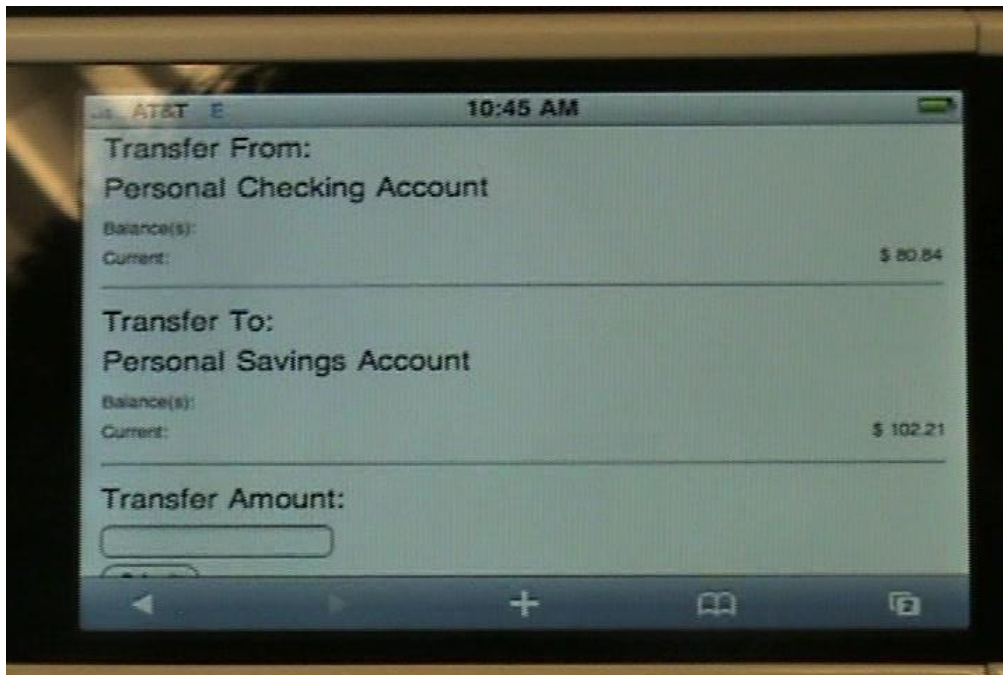 AT&T E 10:45 AM
Transfer From:
Personal Checking Account
Balance(s):
Current: $ 80.84
Transfer To:
Personal Savings Account
Balance(s):
Current: $ 102.21
Transfer Amount:
2